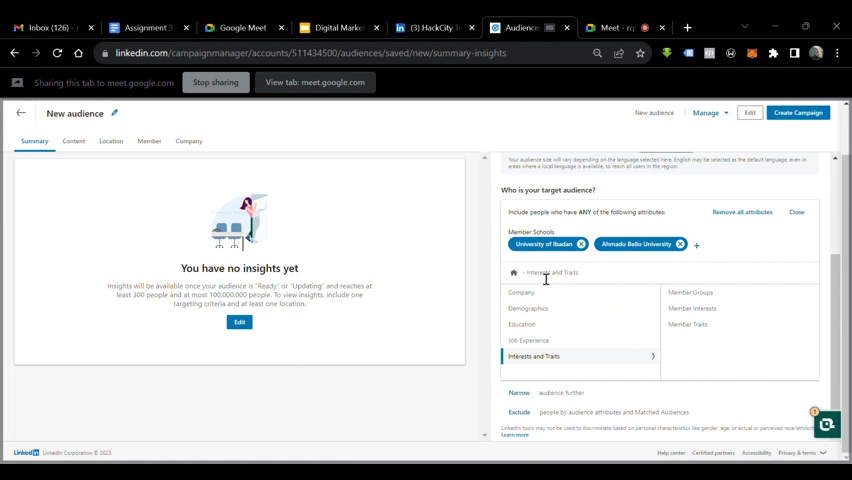 Inbox (126) - m
Assignment 3
Google Meet
Digital Market
(3) HackCity T
Audience
Meet - rq
linkedin.com/campaignmanager/accounts/511434500/audiences/saved/new/summary-insights
Sharing this tab to meet.google.com
Stop sharing
View tab: meet.google.com
New audience
New audience
Manage
Edit
Create Campaign
Summary
Content
Location
Member
Company
Your audience size will vary depending on the language selected here. English may be selected as the default language, even in
areas where a local language is available, to reach all users in the region.
Who is your target audience?
Include people who have ANY of the following attributes:
Remove all attributes
Close
Member Schools
University of Ibadan
Ahmadu Bello University
+
› Interests and Traits
Company
Demographics
Education
Job Experience
Interests and Traits
Member Groups
Member Interests
Member Traits
You have no insights yet
Insights will be available once your audience is "Ready" or "Updating" and reaches at
least 300 people and at most 100,000,000 people. To view insights, include one
targeting criteria and at least one location.
Edit
Narrow audience further
Exclude people by audience attributes and Matched Audiences
LinkedIn tools may not be used to discriminate based on personal characteristics like gender, age, or actual or perceived race/ethnicity
Learn more
1
LinkedIn LinkedIn Corporation © 2023
Help center
Certified partners
Accessibility
Privacy & terms